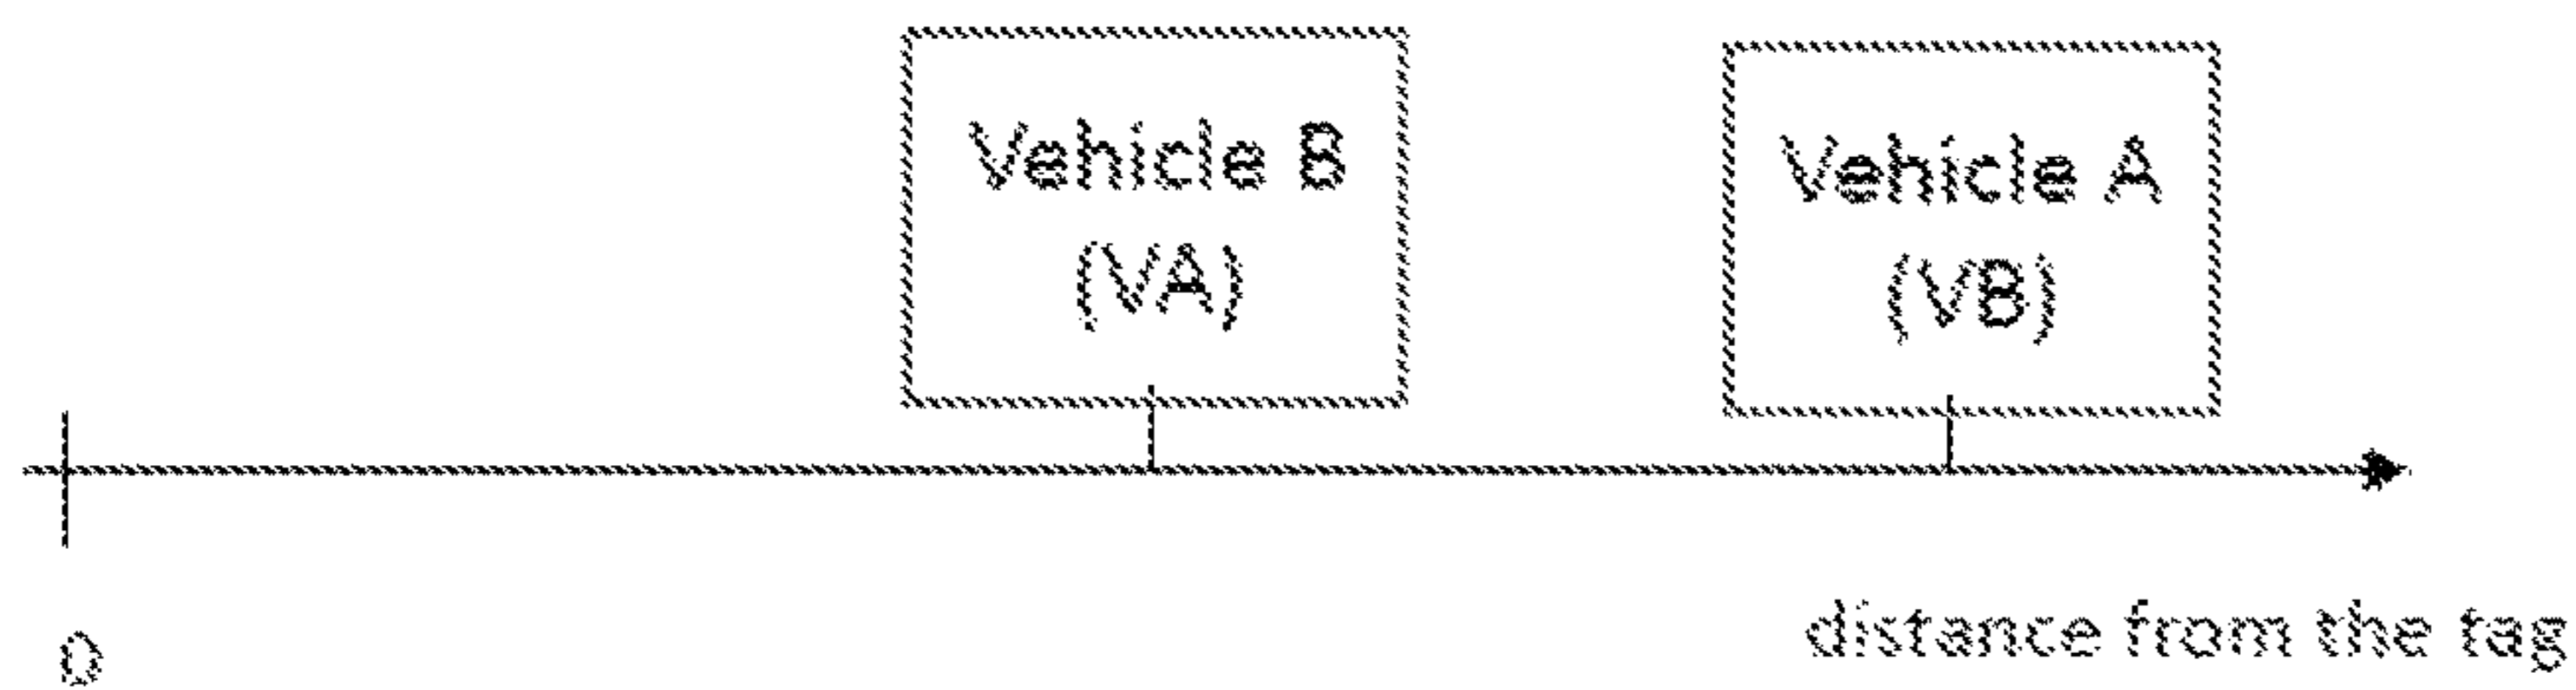 Vehicle B
(VA)
Vehicle A
(VB)
0
distance from the tag